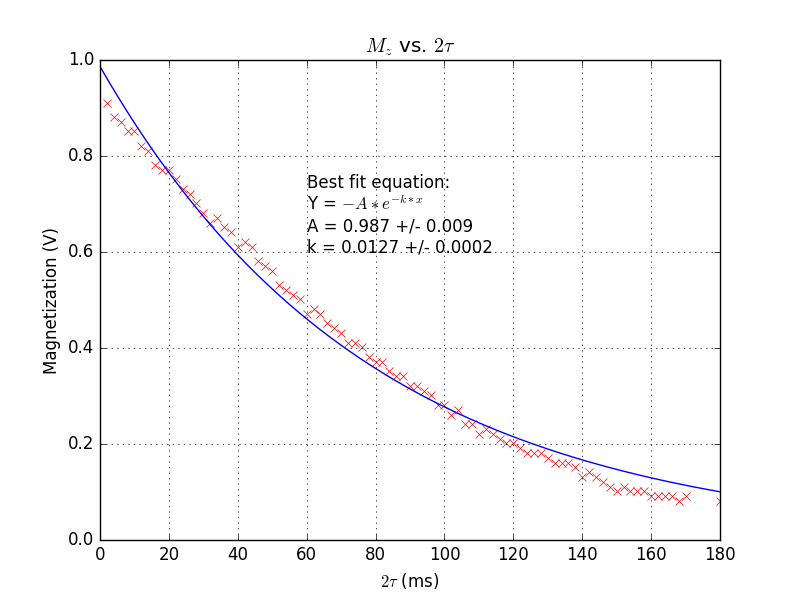 M_z vs. 2τ
1.0
0.8
0.6
0.4
0.2
0.0
Magnetization (V)
Best fit equation:
Y = −A∗e^{−k∗x}
A = 0.987 +/- 0.009
k = 0.0127 +/- 0.0002
0 20 40 60 80 100 120 140 160 180
2τ (ms)